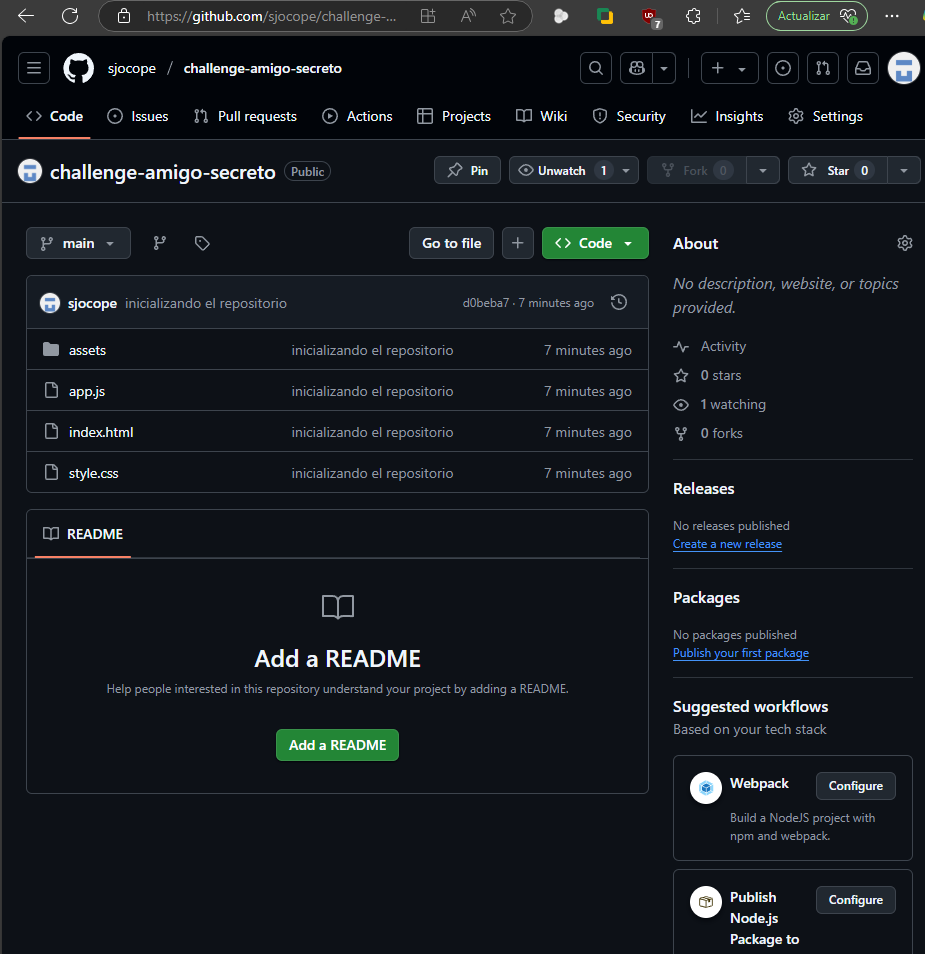 https://github.com/sjocope/challenge-...
Actualizar
7
sjocope / challenge-amigo-secreto
Code Issues Pull requests Actions Projects Wiki Security Insights Settings
challenge-amigo-secreto Public
Pin Unwatch 1 Fork 0 Star 0
main Go to file Code
sjocope inicializando el repositorio d0beba7 · 7 minutes ago
assets inicializando el repositorio 7 minutes ago
app.js inicializando el repositorio 7 minutes ago
index.html inicializando el repositorio 7 minutes ago
style.css inicializando el repositorio 7 minutes ago
README
Add a README
Help people interested in this repository understand your project by adding a README.
Add a README
About
No description, website, or topics
provided.
Activity
0 stars
1 watching
0 forks
Releases
No releases published
Create a new release
Packages
No packages published
Publish your first package
Suggested workflows
Based on your tech stack
Webpack Configure
Build a NodeJS project with
npm and webpack.
Publish Configure
Node.js
Package to